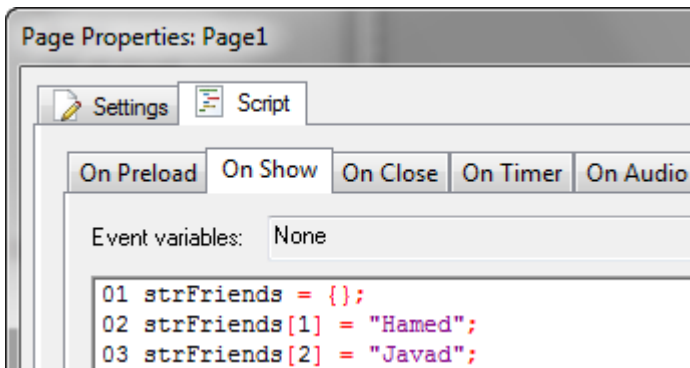 Page Properties: Page1
Settings Script
On Preload On Show On Close On Timer On Audio
Event variables: None
01 strFriends = {};
02 strFriends[1] = "Hamed";
03 strFriends[2] = "Javad";